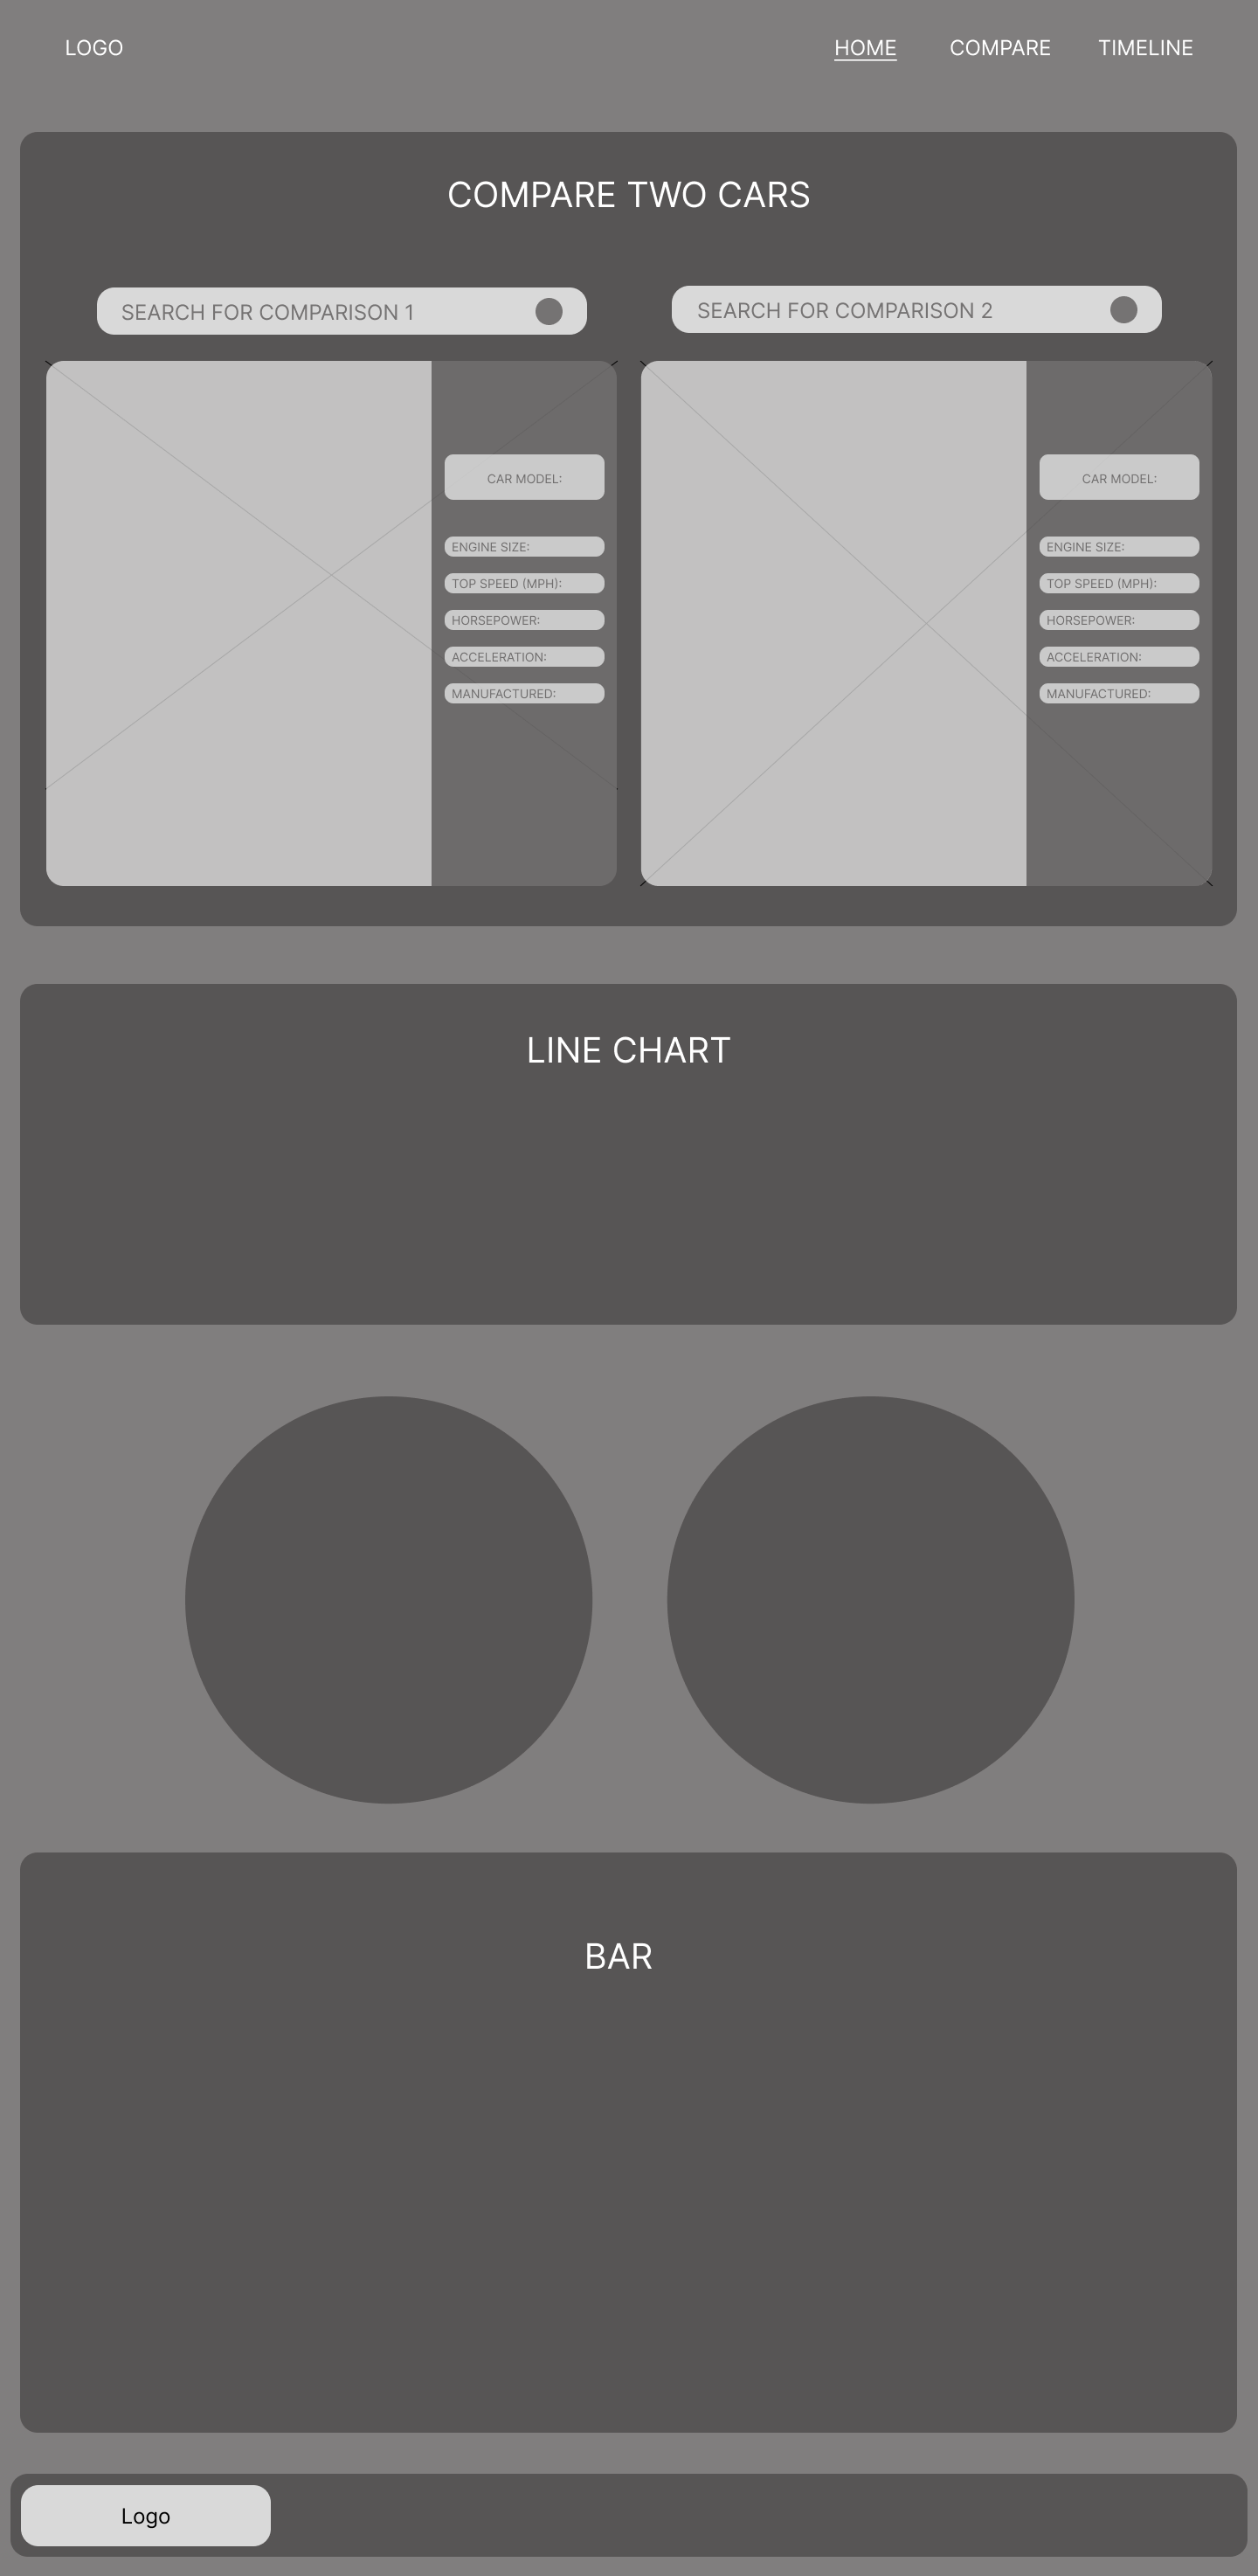 LOGO
HOME
COMPARE
TIMELINE
COMPARE TWO CARS
SEARCH FOR COMPARISON 1
SEARCH FOR COMPARISON 2
CAR MODEL:
ENGINE SIZE:
TOP SPEED (MPH):
HORSEPOWER:
ACCELERATION:
MANUFACTURED:
CAR MODEL:
ENGINE SIZE:
TOP SPEED (MPH):
HORSEPOWER:
ACCELERATION:
MANUFACTURED:
LINE CHART
BAR
Logo